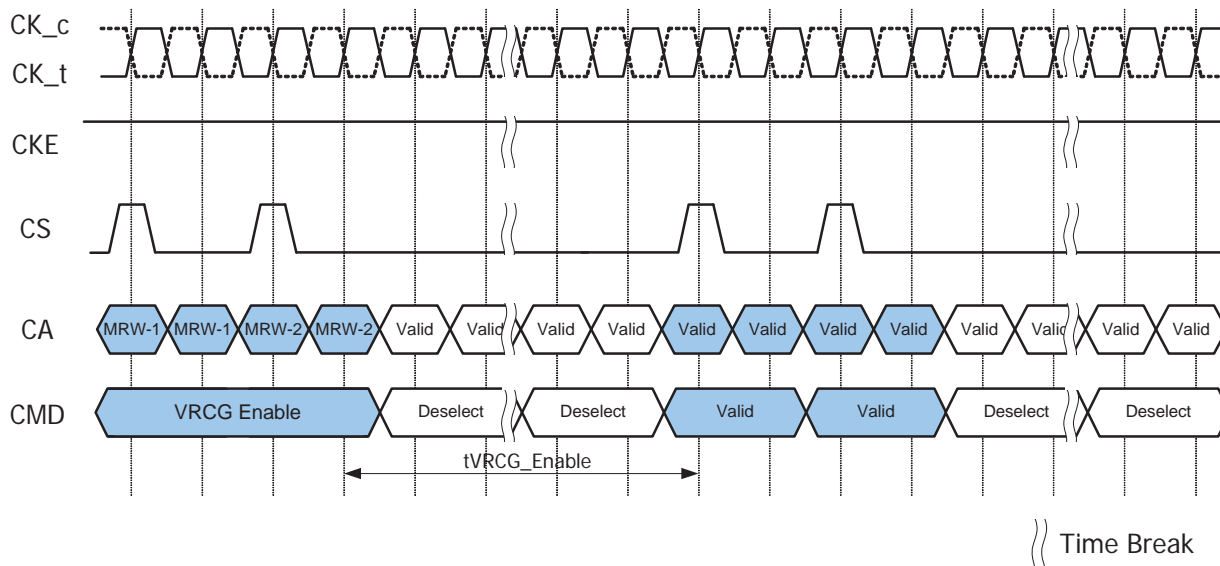 CK_c
CK_t
CKE
CS
CA MRW-1 MRW-1 MRW-2 MRW-2 Valid Valid Valid Valid Valid Valid Valid Valid Valid Valid Valid Valid
CMD VRCG Enable Deselect Deselect Valid Valid Deselect Deselect
tVRCG_Enable
Time Break